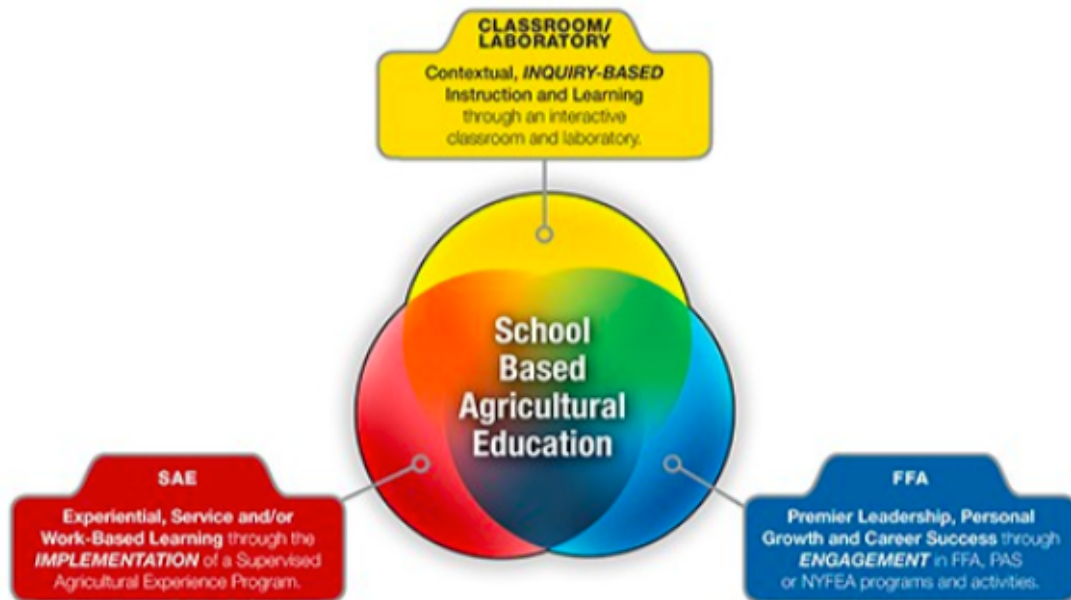 CLASSROOM/
LABORATORY
Contextual, INQUIRY-BASED
Instruction and Learning
through an interactive
classroom and laboratory.
School
Based
Agricultural
Education
SAE
Experiential, Service and/or
Work-Based Learning through the
IMPLEMENTATION of a Supervised
Agricultural Experience Program.
FFA
Premier Leadership, Personal
Growth and Career Success through
ENGAGEMENT in FFA, PAS
or NYFEA programs and activities.